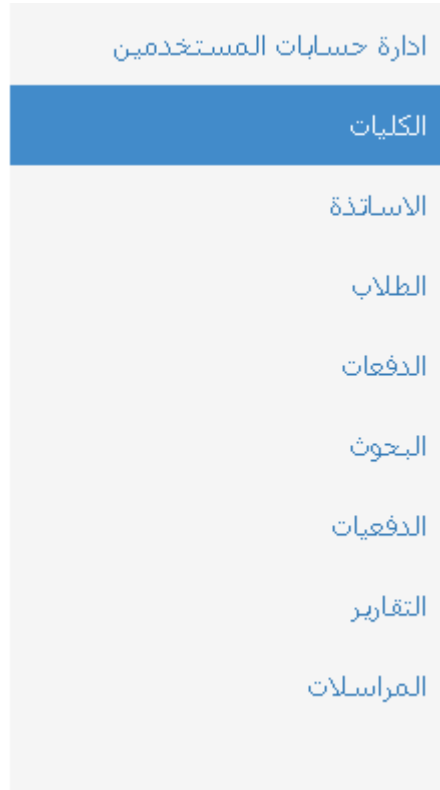 ادارة حسابات المستخدمين
الكليات
الاساتذة
الطلاب
الدفعات
البحوث
الدفعيات
التقارير
المراسلات